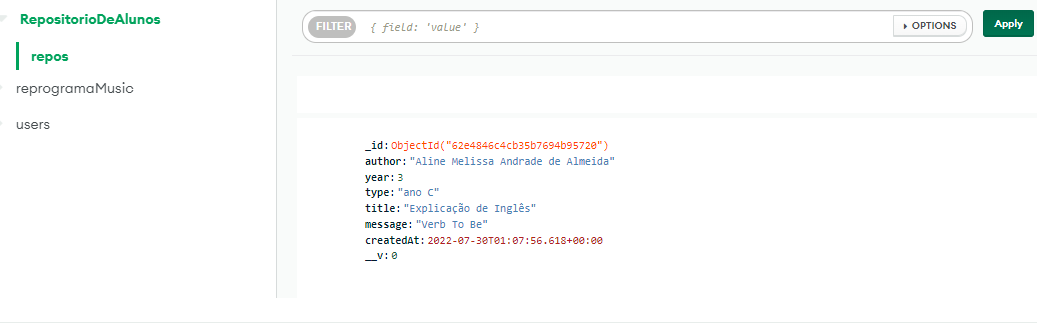 RepositorioDeAlunos
repos
reprogramaMusic
users
FILTER { field: 'value' } OPTIONS Apply
_id: ObjectId("62e4846c4cb35b7694b95720")
author: "Aline Melissa Andrade de Almeida"
year: 3
type: "ano C"
title: "Explicação de Inglês"
message: "Verb To Be"
createdAt: 2022-07-30T01:07:56.618+00:00
__v: 0